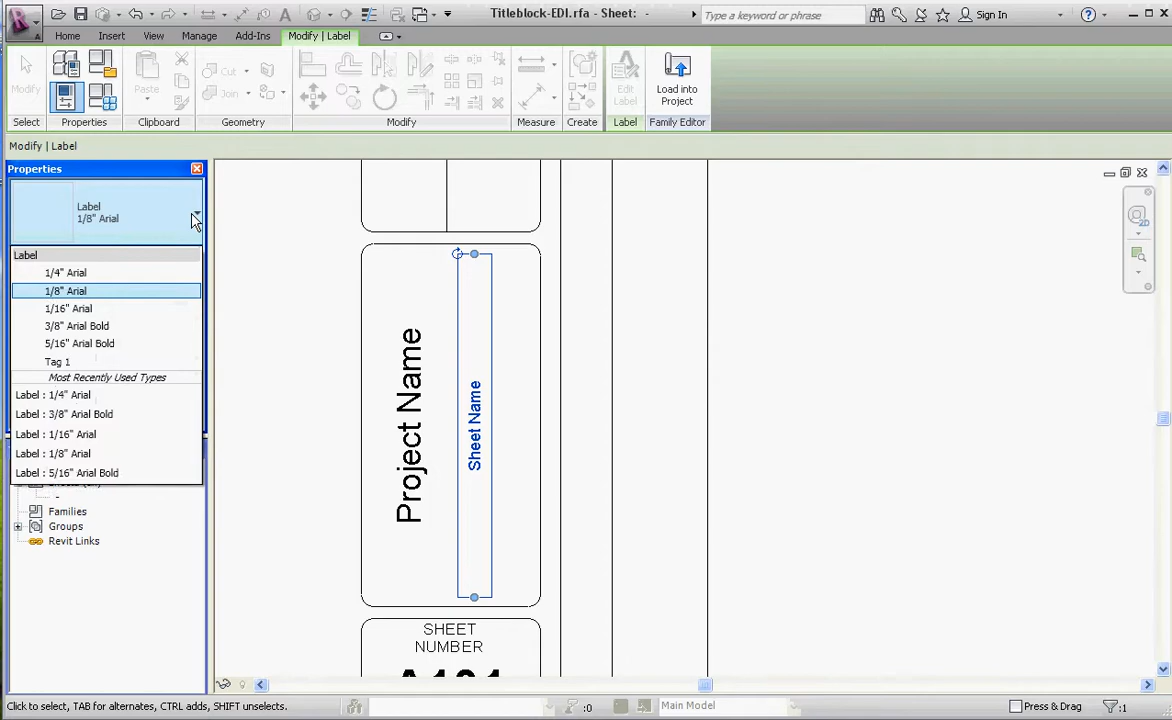 Titleblock-EDI.rfa - Sheet: -
Type a keyword or phrase
Sign In
Home Insert View Manage Add-Ins Modify | Label
Modify
Paste
Cut
Join
Edit
Label
Load into
Project
Select Properties Clipboard Geometry Modify Measure Create Label Family Editor
Modify | Label
Properties
Label
1/8" Arial
Label
1/4" Arial
1/8" Arial
1/16" Arial
3/8" Arial Bold
5/16" Arial Bold
Tag 1
Most Recently Used Types
Label : 1/4" Arial
Label : 3/8" Arial Bold
Label : 1/16" Arial
Label : 1/8" Arial
Label : 5/16" Arial Bold
-
Families
Groups
Revit Links
Project Name
Sheet Name
SHEET
NUMBER
A101
2D
Click to select, TAB for alternates, CTRL adds, SHIFT unselects.
:0
Main Model
Press & Drag
:1